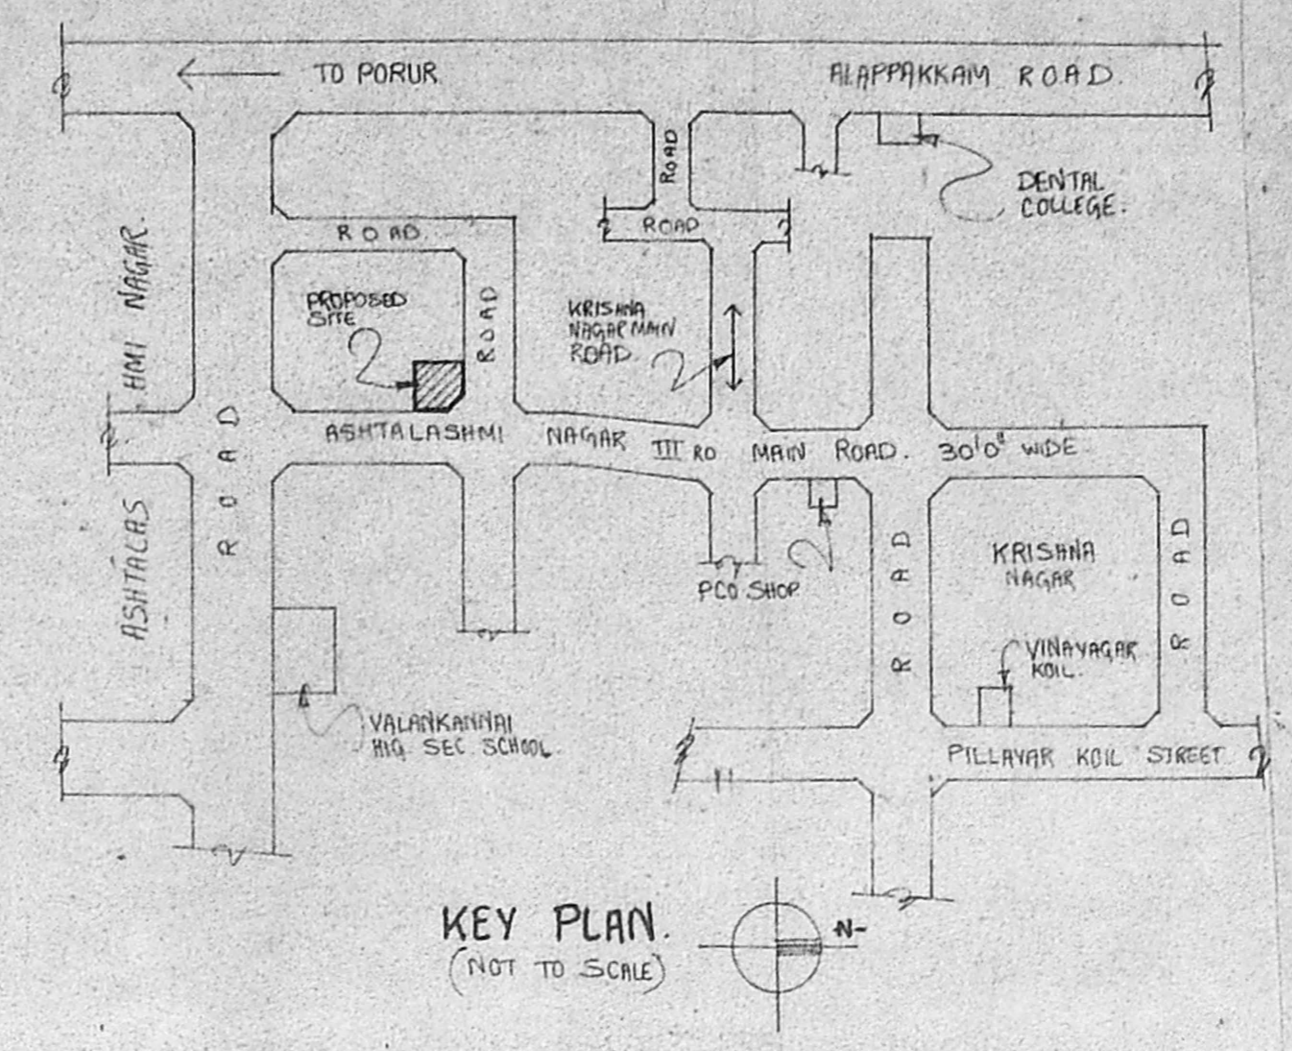 TO PORUR
ALAPPAKKAM ROAD.
ROAD
DENTAL
COLLEGE.
ROAD
ROAD
HMI NAGAR.
PROPOSED
SITE
ROAD
KRISHNA
NAGAR MAIN
ROAD
ASHTALASHMI NAGAR III RD MAIN ROAD. 30'0" WIDE
ROAD
ASHTALAS
ROAD
KRISHNA
NAGAR
ROAD
PCO SHOP
VINAYAGAR
KOIL.
VALANKANNAI
HIG SEC SCHOOL.
PILLAYAR KOIL STREET
KEY PLAN.
(NOT TO SCALE)
-N-